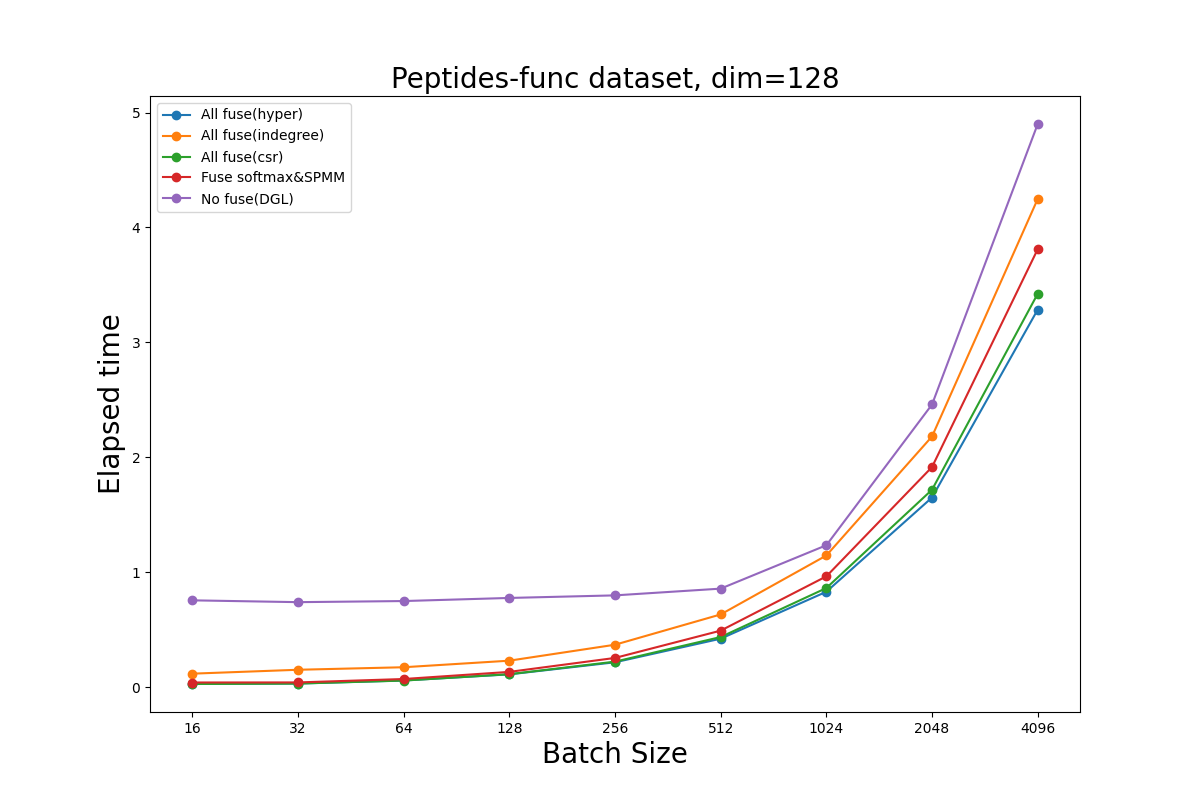 Peptides-func dataset, dim=128
All fuse(hyper)
All fuse(indegree)
All fuse(csr)
Fuse softmax&SPMM
No fuse(DGL)
5
4
3
2
1
0
Elapsed time
16 32 64 128 256 512 1024 2048 4096
Batch Size